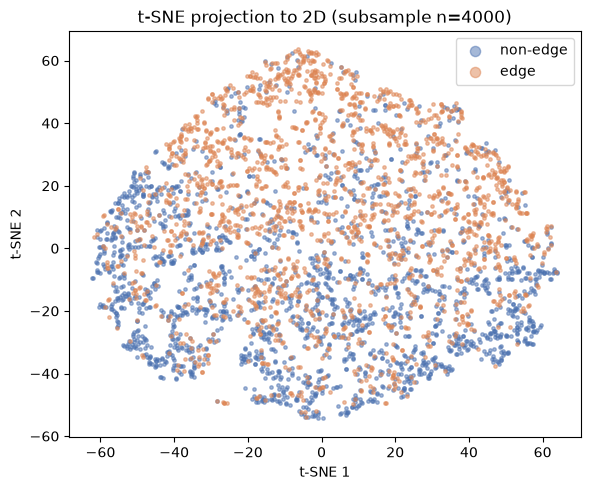 t-SNE projection to 2D (subsample n=4000)
non-edge
edge
t-SNE 2
60
40
20
0
−20
−40
−60
−60
−40
−20
0
20
40
60
t-SNE 1